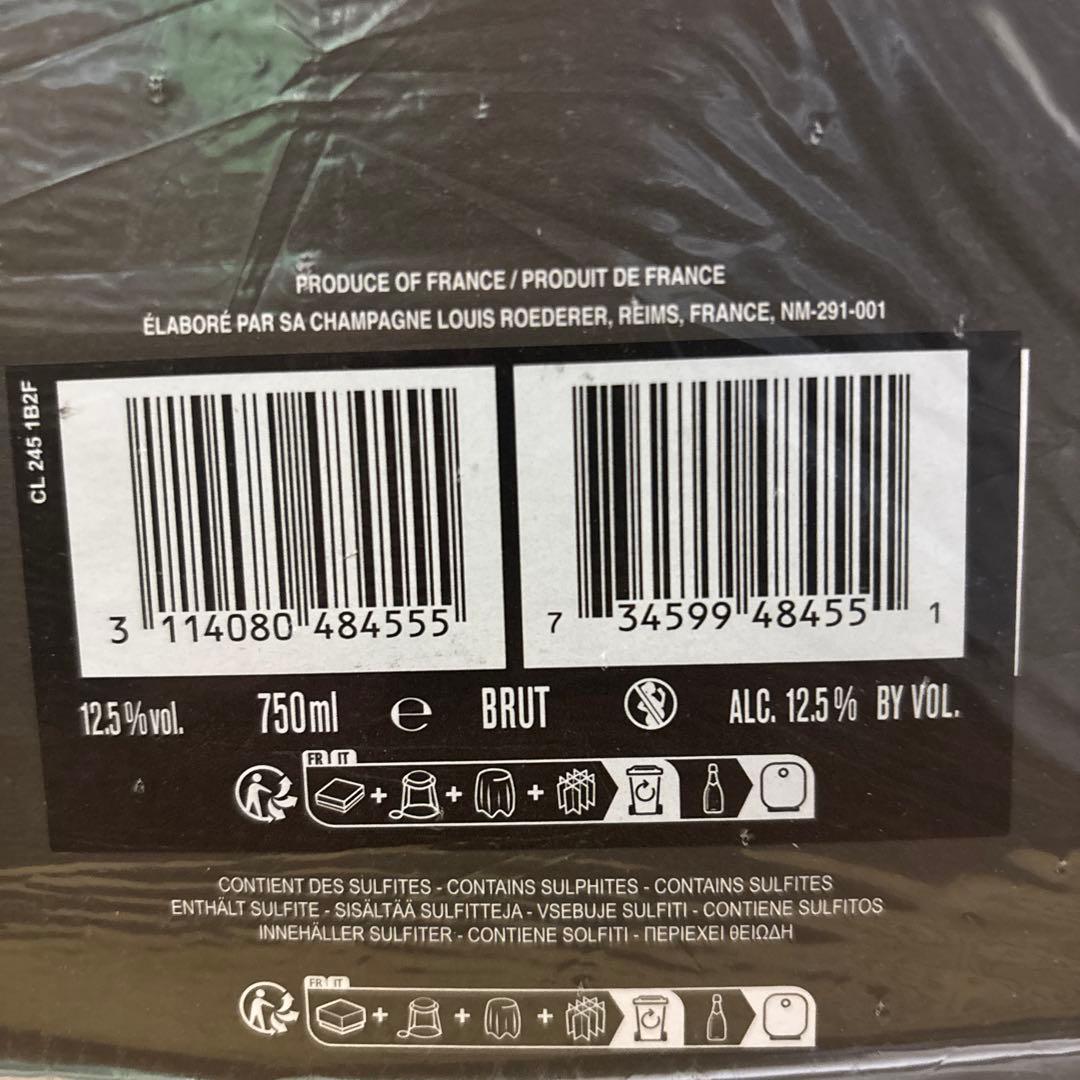 PRODUCE OF FRANCE / PRODUIT DE FRANCE
ÉLABORÉ PAR SA CHAMPAGNE LOUIS ROEDERER, REIMS, FRANCE, NM-291-001
CL 245 1B2F
3 114080 484555
7 34599 48455 1
12.5 % vol. 750 ml e BRUT ALC. 12.5 % BY VOL.
FR IT
CONTIENT DES SULFITES - CONTAINS SULPHITES - CONTAINS SULFITES
ENTHÄLT SULFITE - SISÄLTÄÄ SULFITTEJA - VSEBUJE SULFITI - CONTIENE SULFITOS
INNEHÅLLER SULFITER - CONTIENE SOLFITI - ΠΕΡΙΕΧΕΙ ΘΕΙΩΔΗ
FR IT